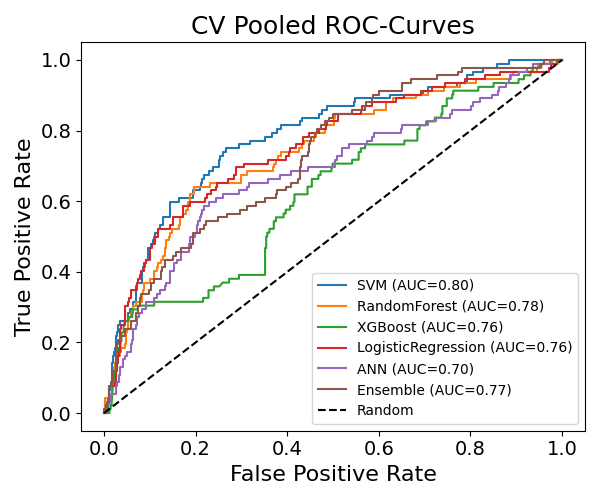 CV Pooled ROC-Curves
True Positive Rate
1.0
0.8
0.6
0.4
0.2
0.0
SVM (AUC=0.80)
RandomForest (AUC=0.78)
XGBoost (AUC=0.76)
LogisticRegression (AUC=0.76)
ANN (AUC=0.70)
Ensemble (AUC=0.77)
Random
0.0 0.2 0.4 0.6 0.8 1.0
False Positive Rate